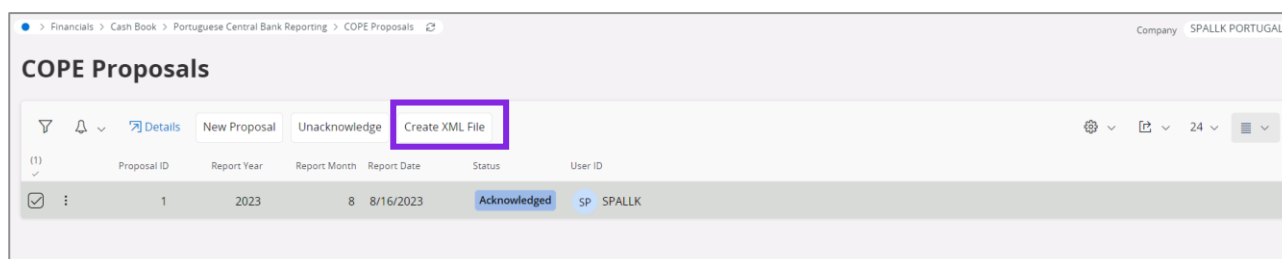 > Financials > Cash Book > Portuguese Central Bank Reporting > COPE Proposals
Company SPALLK PORTUGAL
COPE Proposals
Details New Proposal Unacknowledge Create XML File 24
(1) Proposal ID Report Year Report Month Report Date Status User ID
1 2023 8 8/16/2023 Acknowledged SP SPALLK